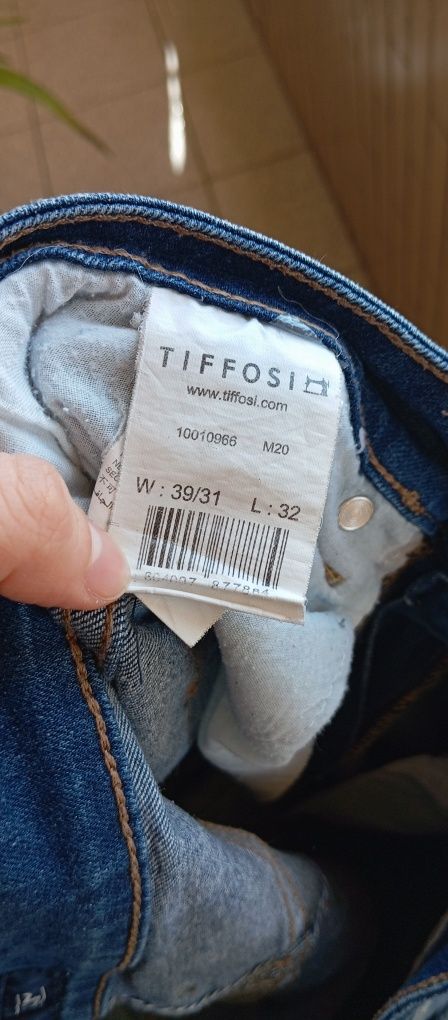 TIFFOSI
www.tiffosi.com
10010966 M20
W : 39/31 L : 32